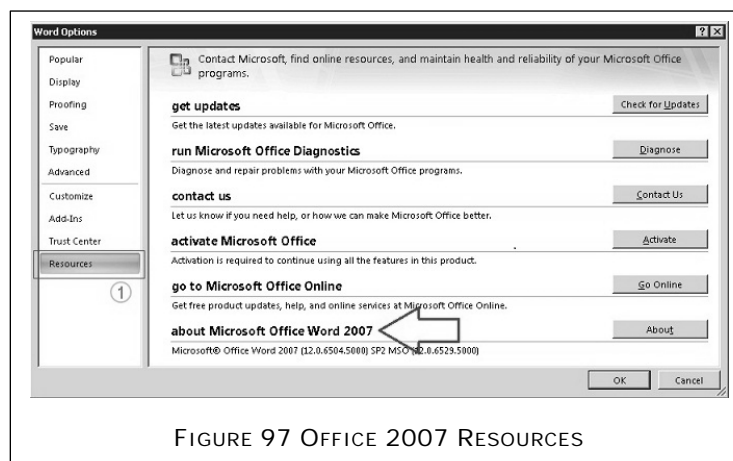 Word Options
Popular
Display
Proofing
Save
Typography
Advanced
Customize
Add-Ins
Trust Center
Resources
1
Contact Microsoft, find online resources, and maintain health and reliability of your Microsoft Office
programs.
get updates
Check for Updates
Get the latest updates available for Microsoft Office.
run Microsoft Office Diagnostics
Diagnose
Diagnose and repair problems with your Microsoft Office programs.
contact us
Contact Us
Let us know if you need help, or how we can make Microsoft Office better.
activate Microsoft Office
Activate
Activation is required to continue using all the features in this product.
go to Microsoft Office Online
Go Online
Get free product updates, help, and online services at Microsoft Office Online.
about Microsoft Office Word 2007
About
Microsoft® Office Word 2007 (12.0.6504.5000) SP2 MSO (12.0.6529.5000)
OK
Cancel
FIGURE 97 OFFICE 2007 RESOURCES